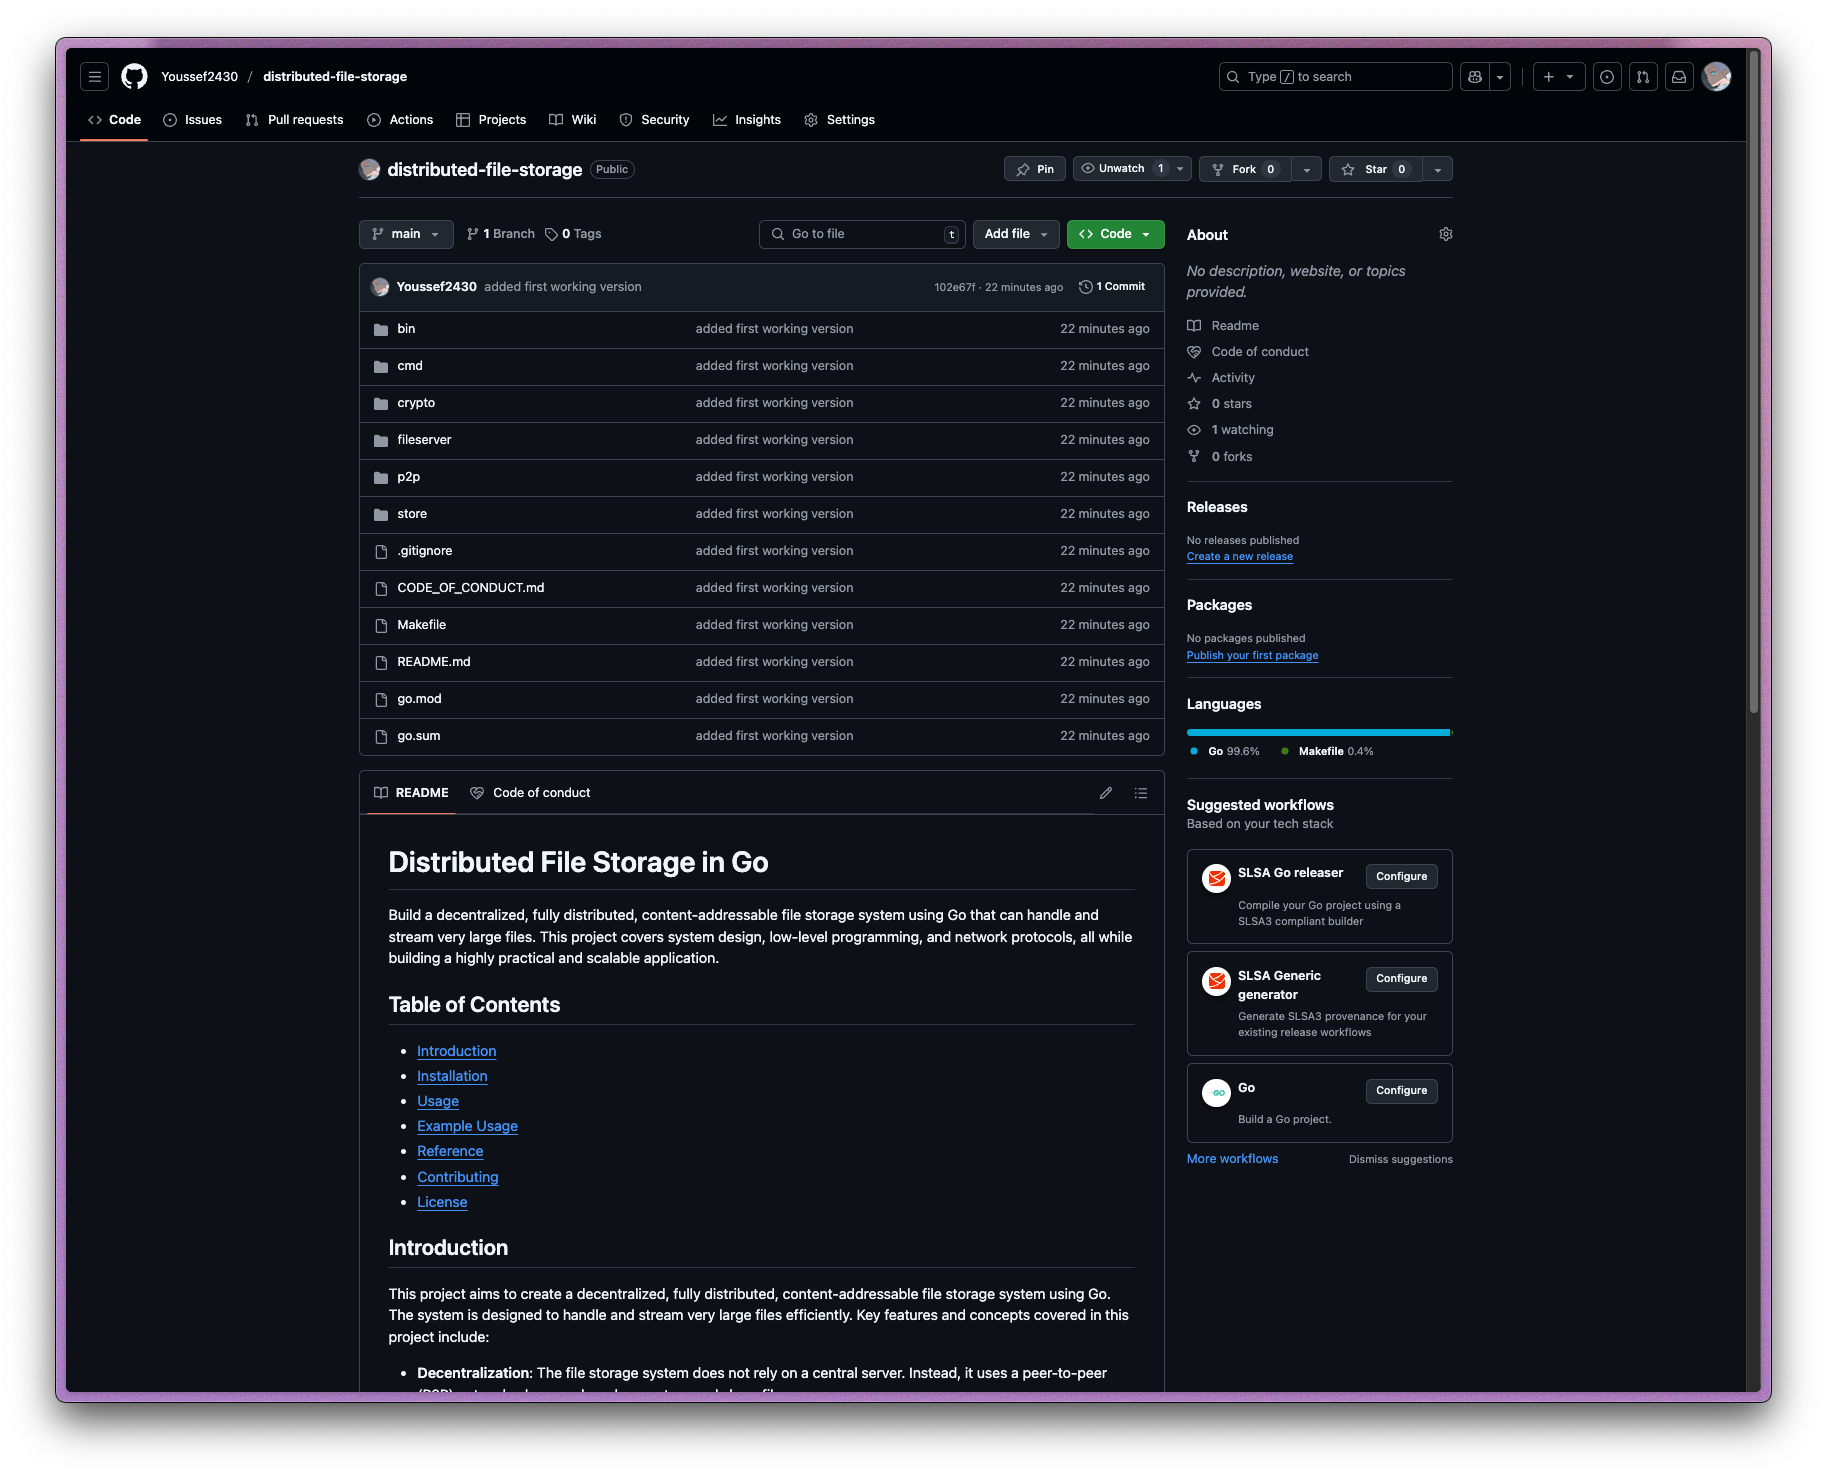 Youssef2430 / distributed-file-storage
Type / to search
Code Issues Pull requests Actions Projects Wiki Security Insights Settings
distributed-file-storage Public
Pin Unwatch 1 Fork 0 Star 0
main 1 Branch 0 Tags
Go to file t Add file Code
Youssef2430 added first working version 102e67f · 22 minutes ago 1 Commit
bin added first working version 22 minutes ago
cmd added first working version 22 minutes ago
crypto added first working version 22 minutes ago
fileserver added first working version 22 minutes ago
p2p added first working version 22 minutes ago
store added first working version 22 minutes ago
.gitignore added first working version 22 minutes ago
CODE_OF_CONDUCT.md added first working version 22 minutes ago
Makefile added first working version 22 minutes ago
README.md added first working version 22 minutes ago
go.mod added first working version 22 minutes ago
go.sum added first working version 22 minutes ago
README Code of conduct
Distributed File Storage in Go
Build a decentralized, fully distributed, content-addressable file storage system using Go that can handle and
stream very large files. This project covers system design, low-level programming, and network protocols, all while
building a highly practical and scalable application.
Table of Contents
• Introduction
• Installation
• Usage
• Example Usage
• Reference
• Contributing
• License
Introduction
This project aims to create a decentralized, fully distributed, content-addressable file storage system using Go.
The system is designed to handle and stream very large files efficiently. Key features and concepts covered in this
project include:
• Decentralization: The file storage system does not rely on a central server. Instead, it uses a peer-to-peer
About
No description, website, or topics
provided.
Readme
Code of conduct
Activity
0 stars
1 watching
0 forks
Releases
No releases published
Create a new release
Packages
No packages published
Publish your first package
Languages
Go 99.6% Makefile 0.4%
Suggested workflows
Based on your tech stack
SLSA Go releaser Configure
Compile your Go project using a
SLSA3 compliant builder
SLSA Generic
generator Configure
Generate SLSA3 provenance for your
existing release workflows
GO
Go Configure
Build a Go project.
More workflows Dismiss suggestions